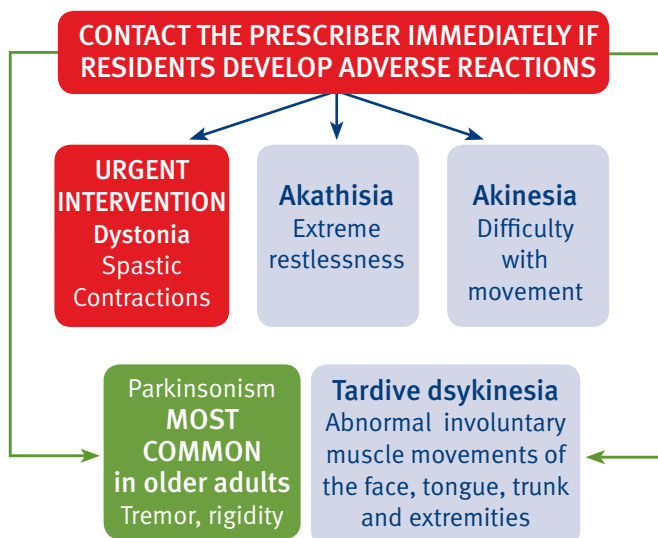 CONTACT THE PRESCRIBER IMMEDIATELY IF
RESIDENTS DEVELOP ADVERSE REACTIONS
URGENT
INTERVENTION
Dystonia
Spastic
Contractions
Akathisia
Extreme
restlessness
Akinesia
Difficulty
with
movement
Parkinsonism
MOST
COMMON
in older adults
Tremor, rigidity
Tardive dsykinesia
Abnormal involuntary
muscle movements of
the face, tongue, trunk
and extremities